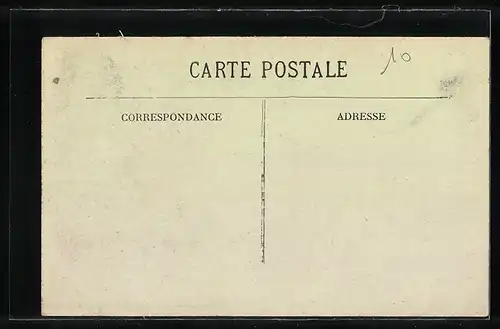 10
CARTE POSTALE
CORRESPONDANCE
ADRESSE